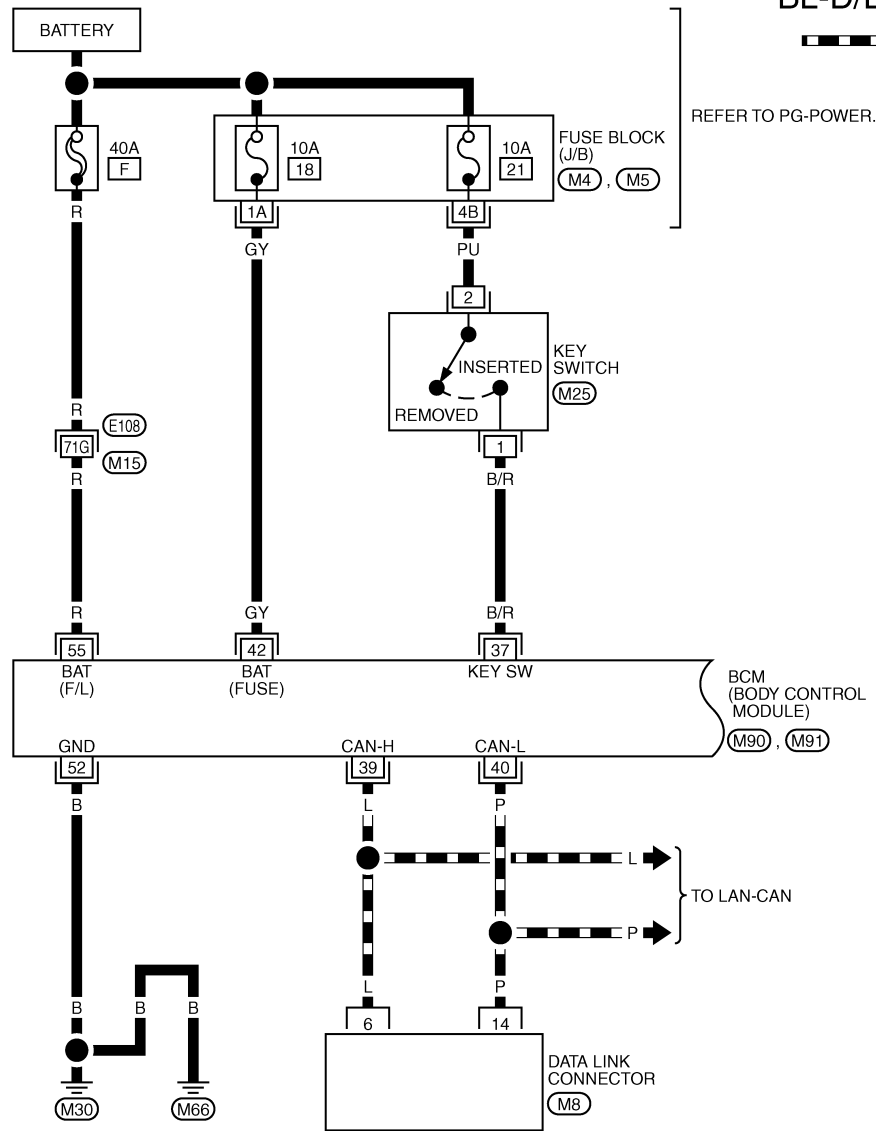 BATTERY
REFER TO PG-POWER.
40A
F
10A
18
10A
21
FUSE BLOCK
(J/B)
M4 , M5
R
1A
4B
GY
PU
2
INSERTED
REMOVED
KEY
SWITCH
M25
R
71G
E108
M15
R
1
B/R
R
GY
B/R
55
42
37
BAT
(F/L)
BAT
(FUSE)
KEY SW
BCM
(BODY CONTROL
MODULE)
M90 , M91
GND
CAN-H
CAN-L
52
39
40
B
L
P
L
P
TO LAN-CAN
B
B
B
L
P
6
14
DATA LINK
CONNECTOR
M8
M30
M66